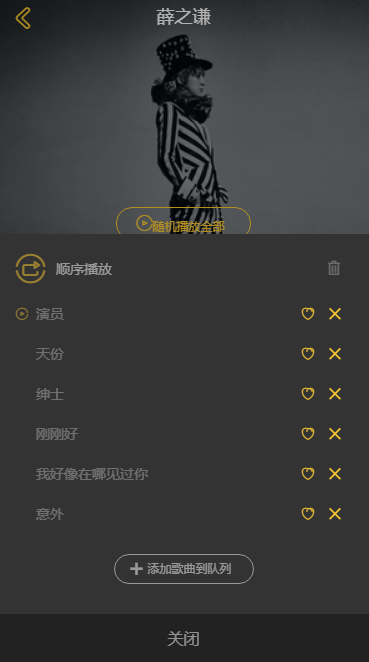 薛之谦
随机播放全部
顺序播放
演员
天份
绅士
刚刚好
我好像在哪见过你
意外
添加歌曲到队列
关闭